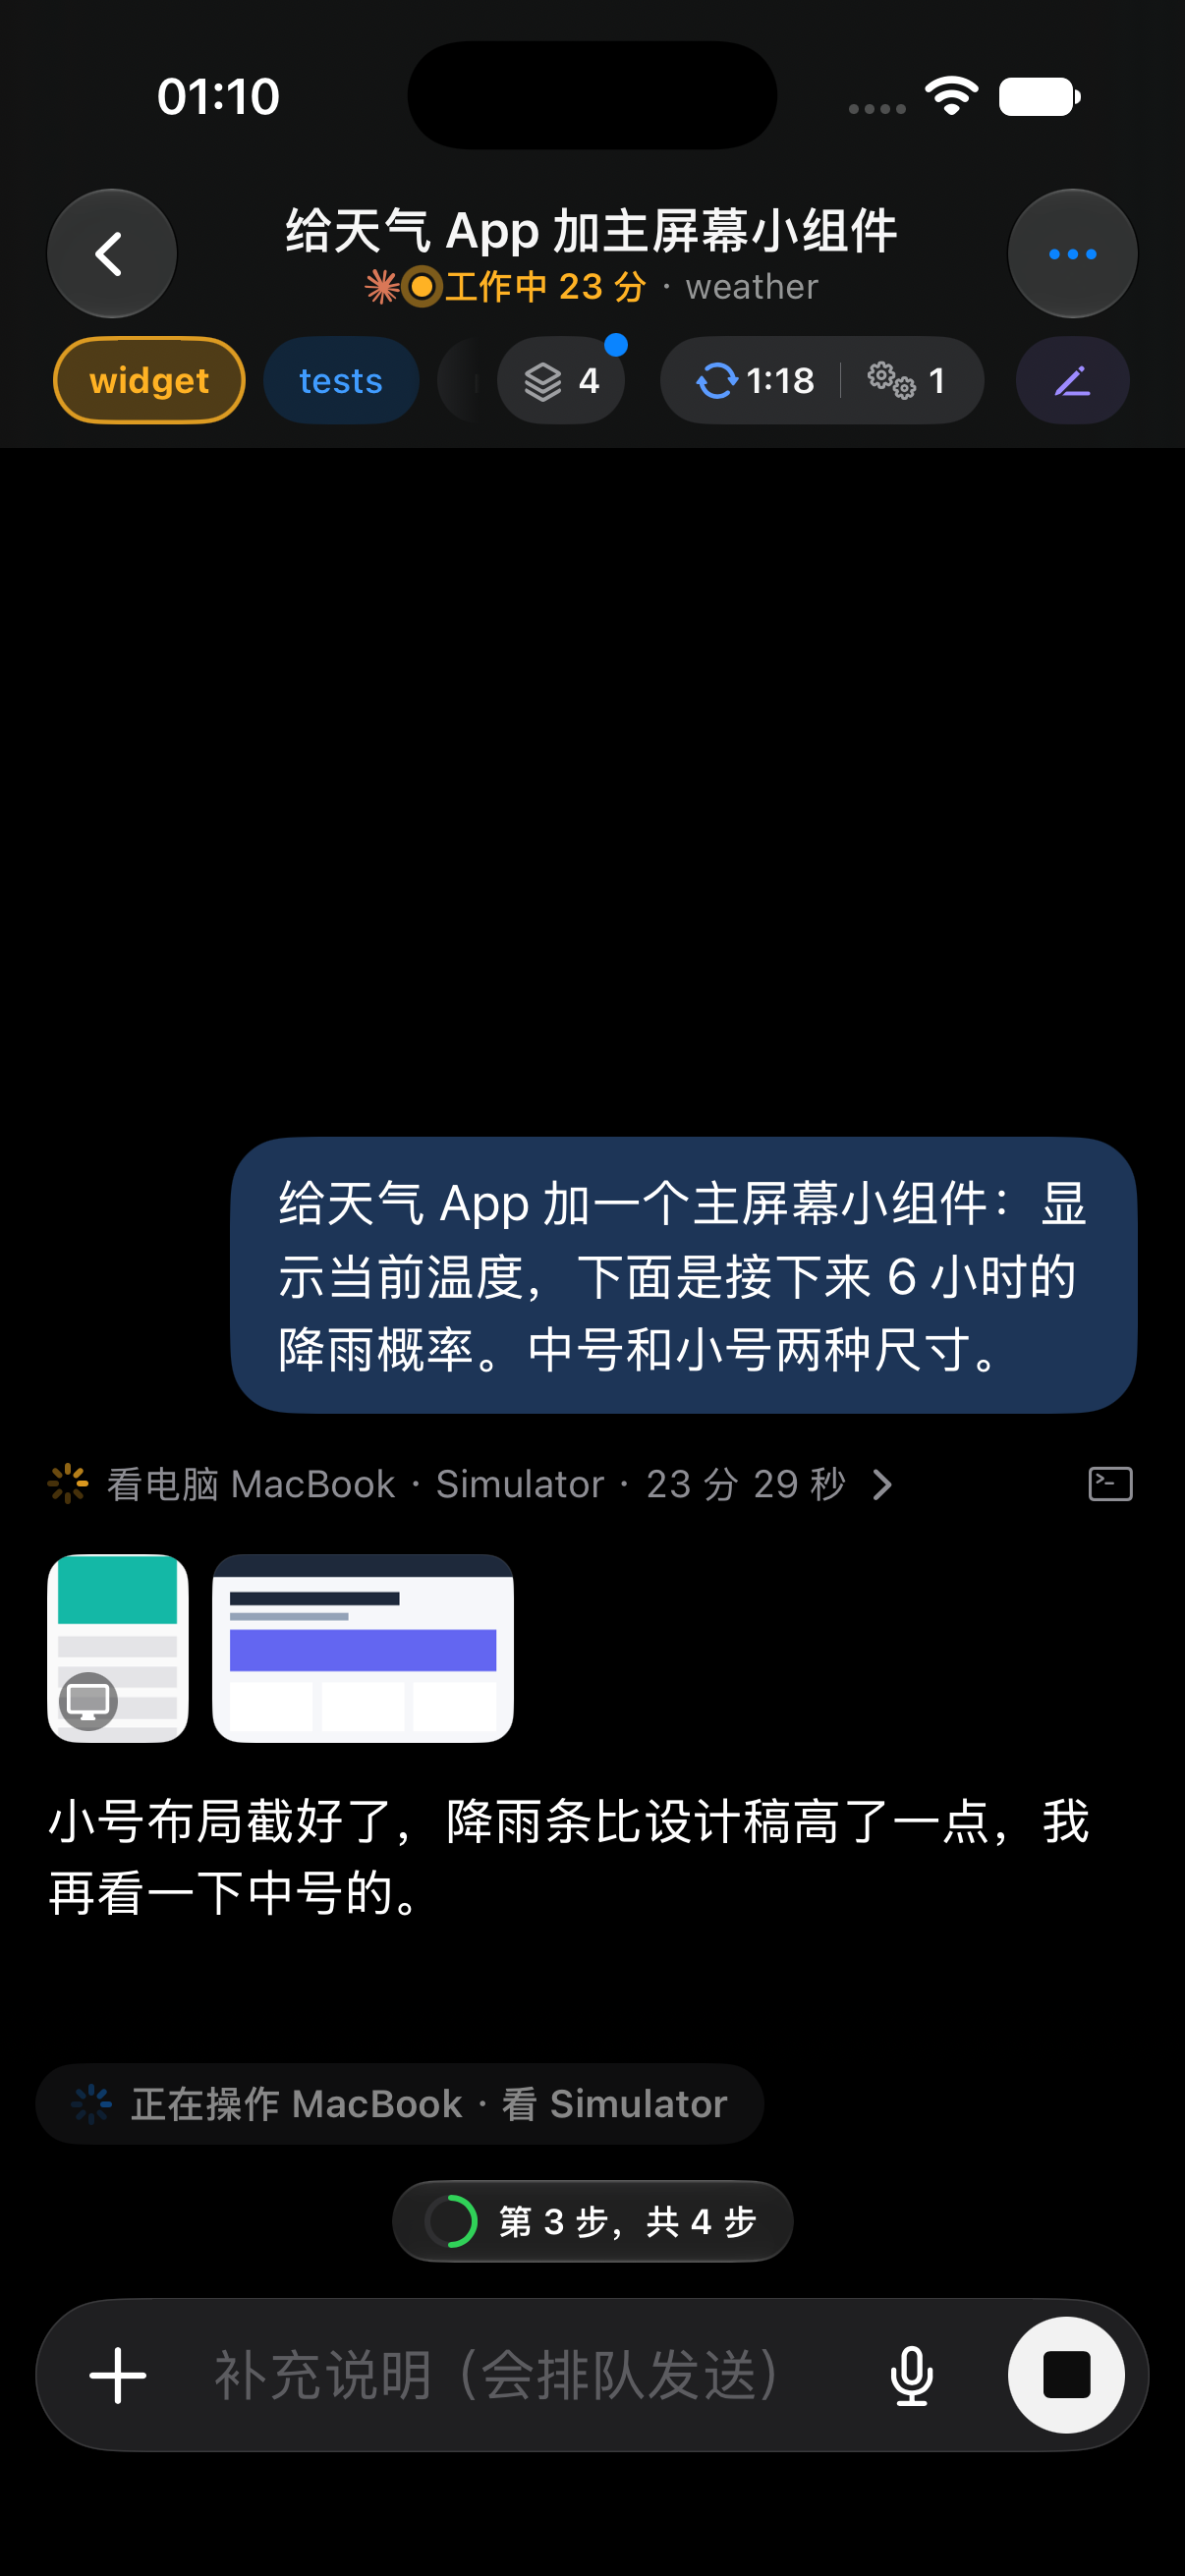 01:10
给天气 App 加主屏幕小组件
工作中 23 分 · weather
widget
tests
4
1:18
1
给天气 App 加一个主屏幕小组件：显
示当前温度，下面是接下来 6 小时的
降雨概率。中号和小号两种尺寸。
看电脑 MacBook · Simulator · 23 分 29 秒
小号布局截好了，降雨条比设计稿高了一点，我
再看一下中号的。
正在操作 MacBook · 看 Simulator
第 3 步，共 4 步
补充说明（会排队发送）